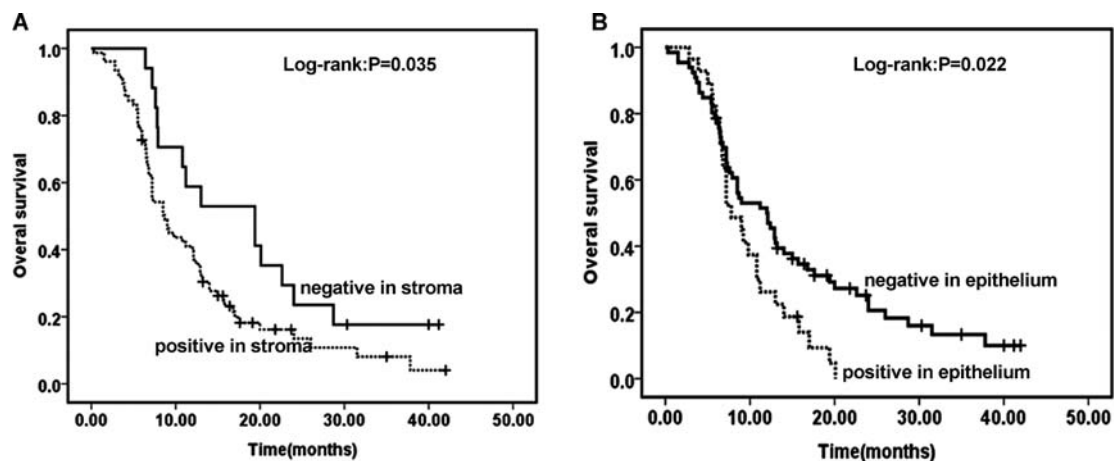 A
Log-rank:P=0.035
1.0
0.8
0.6
0.4
0.2
0.0
Overal survival
negative in stroma
positive in stroma
0.00 10.00 20.00 30.00 40.00 50.00
Time(months)
B
Log-rank:P=0.022
1.0
0.8
0.6
0.4
0.2
0.0
Overal survival
negative in epithelium
positive in epithelium
0.00 10.00 20.00 30.00 40.00 50.00
Time(months)